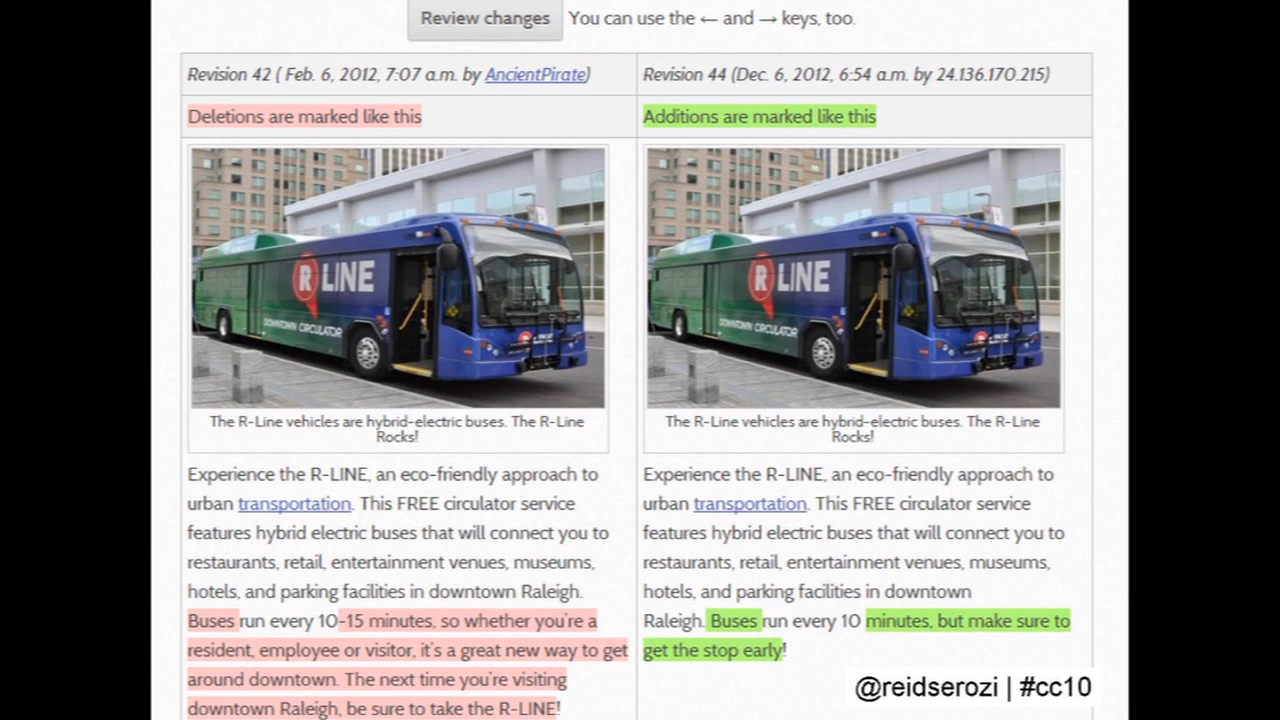 Review changes You can use the ← and → keys, too.
Revision 42 ( Feb. 6, 2012, 7:07 a.m. by AncientPirate)
Deletions are marked like this
R LINE
DOWNTOWN CIRCULATOR
The R-Line vehicles are hybrid-electric buses. The R-Line
Rocks!
Experience the R-LINE, an eco-friendly approach to
urban transportation. This FREE circulator service
features hybrid electric buses that will connect you to
restaurants, retail, entertainment venues, museums,
hotels, and parking facilities in downtown Raleigh.
Buses run every 10-15 minutes, so whether you're a
resident, employee or visitor, it's a great new way to get
around downtown. The next time you're visiting
downtown Raleigh, be sure to take the R-LINE!
Revision 44 (Dec. 6, 2012, 6:54 a.m. by 24.136.170.215)
Additions are marked like this
R LINE
DOWNTOWN CIRCULATOR
The R-Line vehicles are hybrid-electric buses. The R-Line
Rocks!
Experience the R-LINE, an eco-friendly approach to
urban transportation. This FREE circulator service
features hybrid electric buses that will connect you to
restaurants, retail, entertainment venues, museums,
hotels, and parking facilities in downtown
Raleigh. Buses run every 10 minutes, but make sure to
get the stop early!
@reidserozi | #cc10